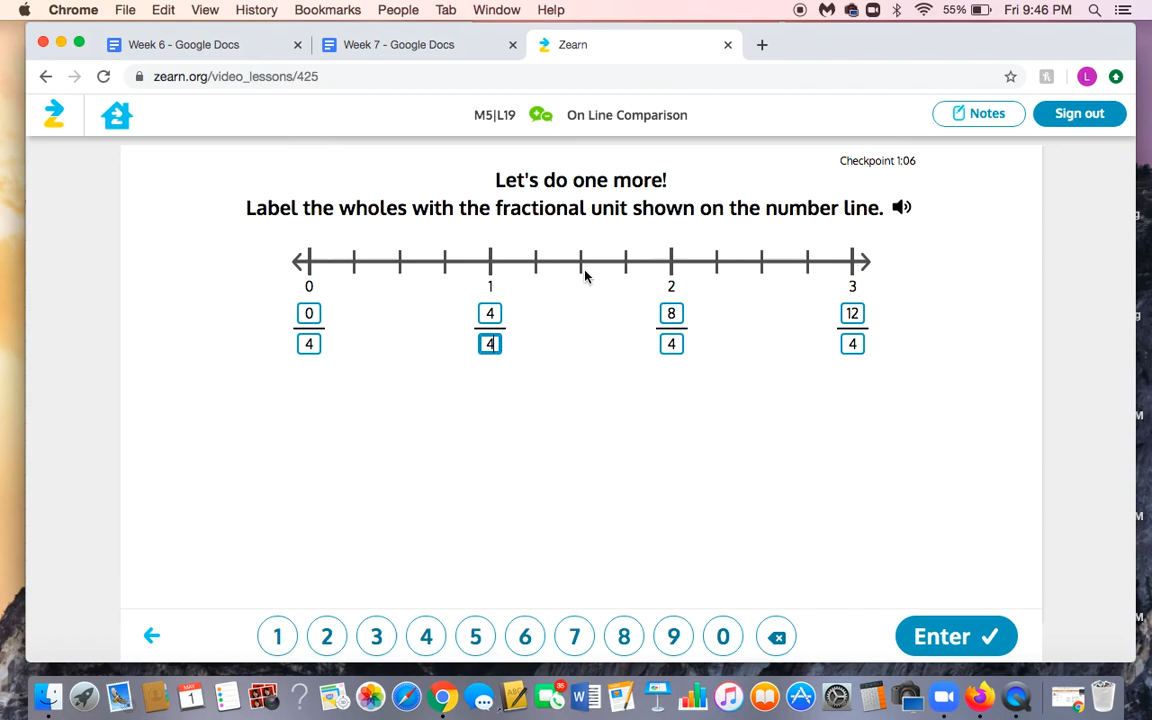 Chrome File Edit View History Bookmarks People Tab Window Help 55% Fri 9:46 PM
Week 6 - Google Docs Week 7 - Google Docs Zearn
zearn.org/video_lessons/425 L
M5|L19 On Line Comparison Notes Sign out
Checkpoint 1:06
Let's do one more!
Label the wholes with the fractional unit shown on the number line.
0 1 2 3
0 4 8 12
4 4 4 4
1 2 3 4 5 6 7 8 9 0 Enter